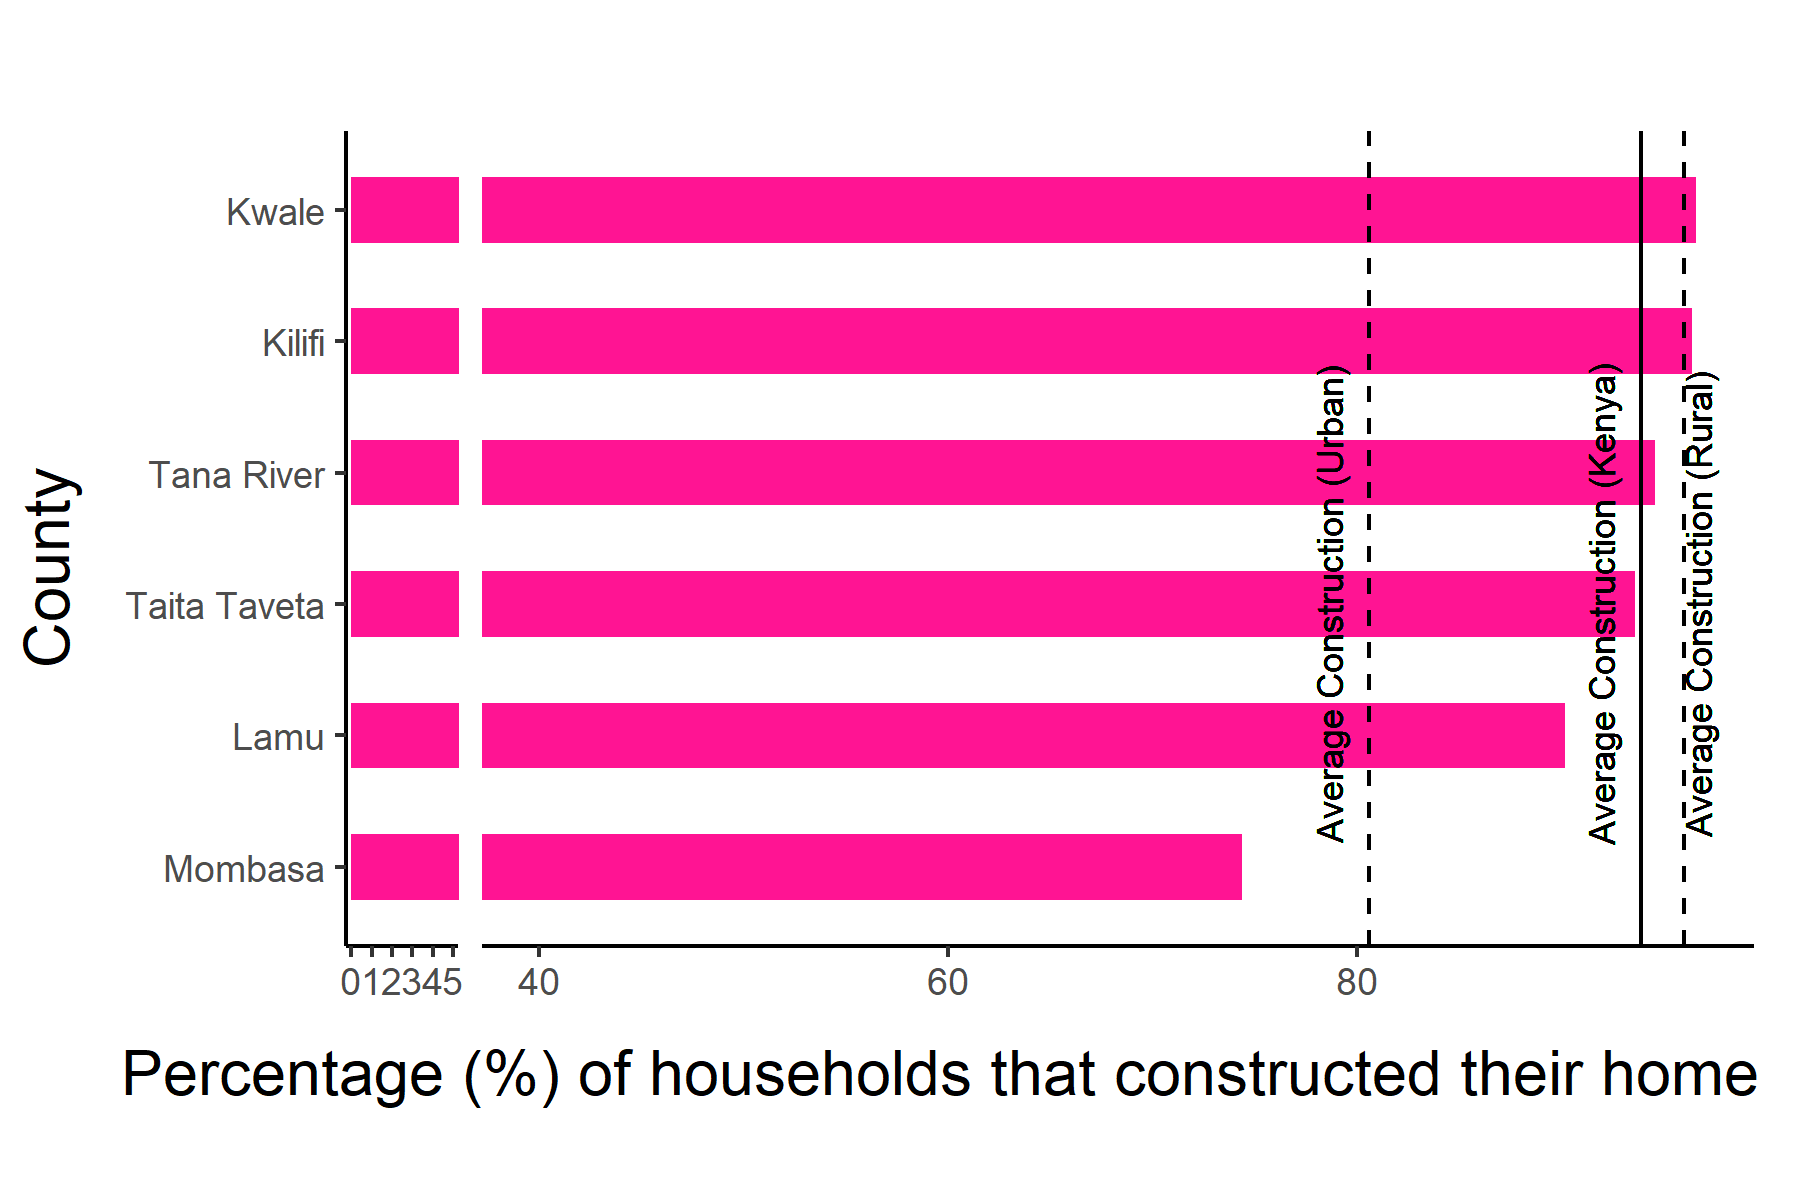 County
Kwale
Kilifi
Tana River
Taita Taveta
Lamu
Mombasa
Average Construction (Urban)
Average Construction (Kenya)
Average Construction (Rural)
0 1 2 3 4 5 40 60 80
Percentage (%) of households that constructed their home